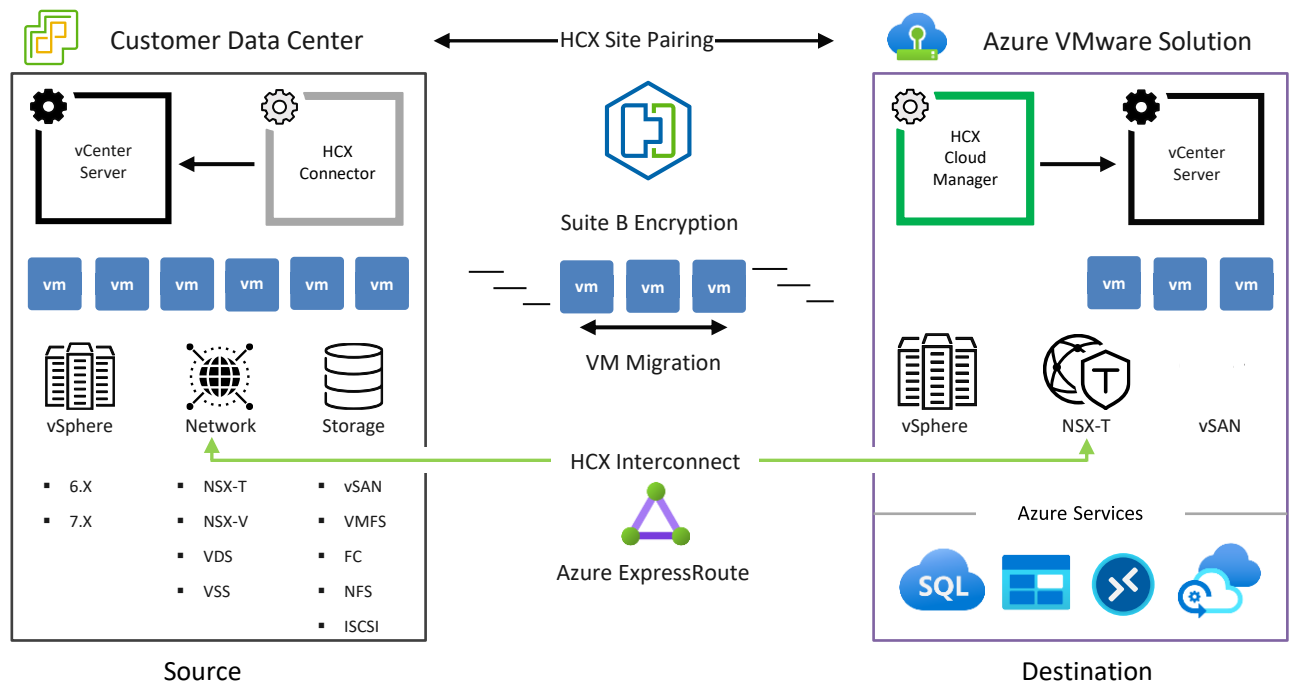 Customer Data Center
HCX Site Pairing
Azure VMware Solution
vCenter
Server
HCX
Connector
HCX
Cloud
Manager
vCenter
Server
Suite B Encryption
vm vm vm vm vm vm
vm vm vm
vm vm vm
VM Migration
vSphere
Network
Storage
vSphere
NSX-T
T
vSAN
HCX Interconnect
▪ 6.X
▪ 7.X
▪ NSX-T
▪ NSX-V
▪ VDS
▪ VSS
▪ vSAN
▪ VMFS
▪ FC
▪ NFS
▪ ISCSI
Azure ExpressRoute
Azure Services
SQL
Source
Destination